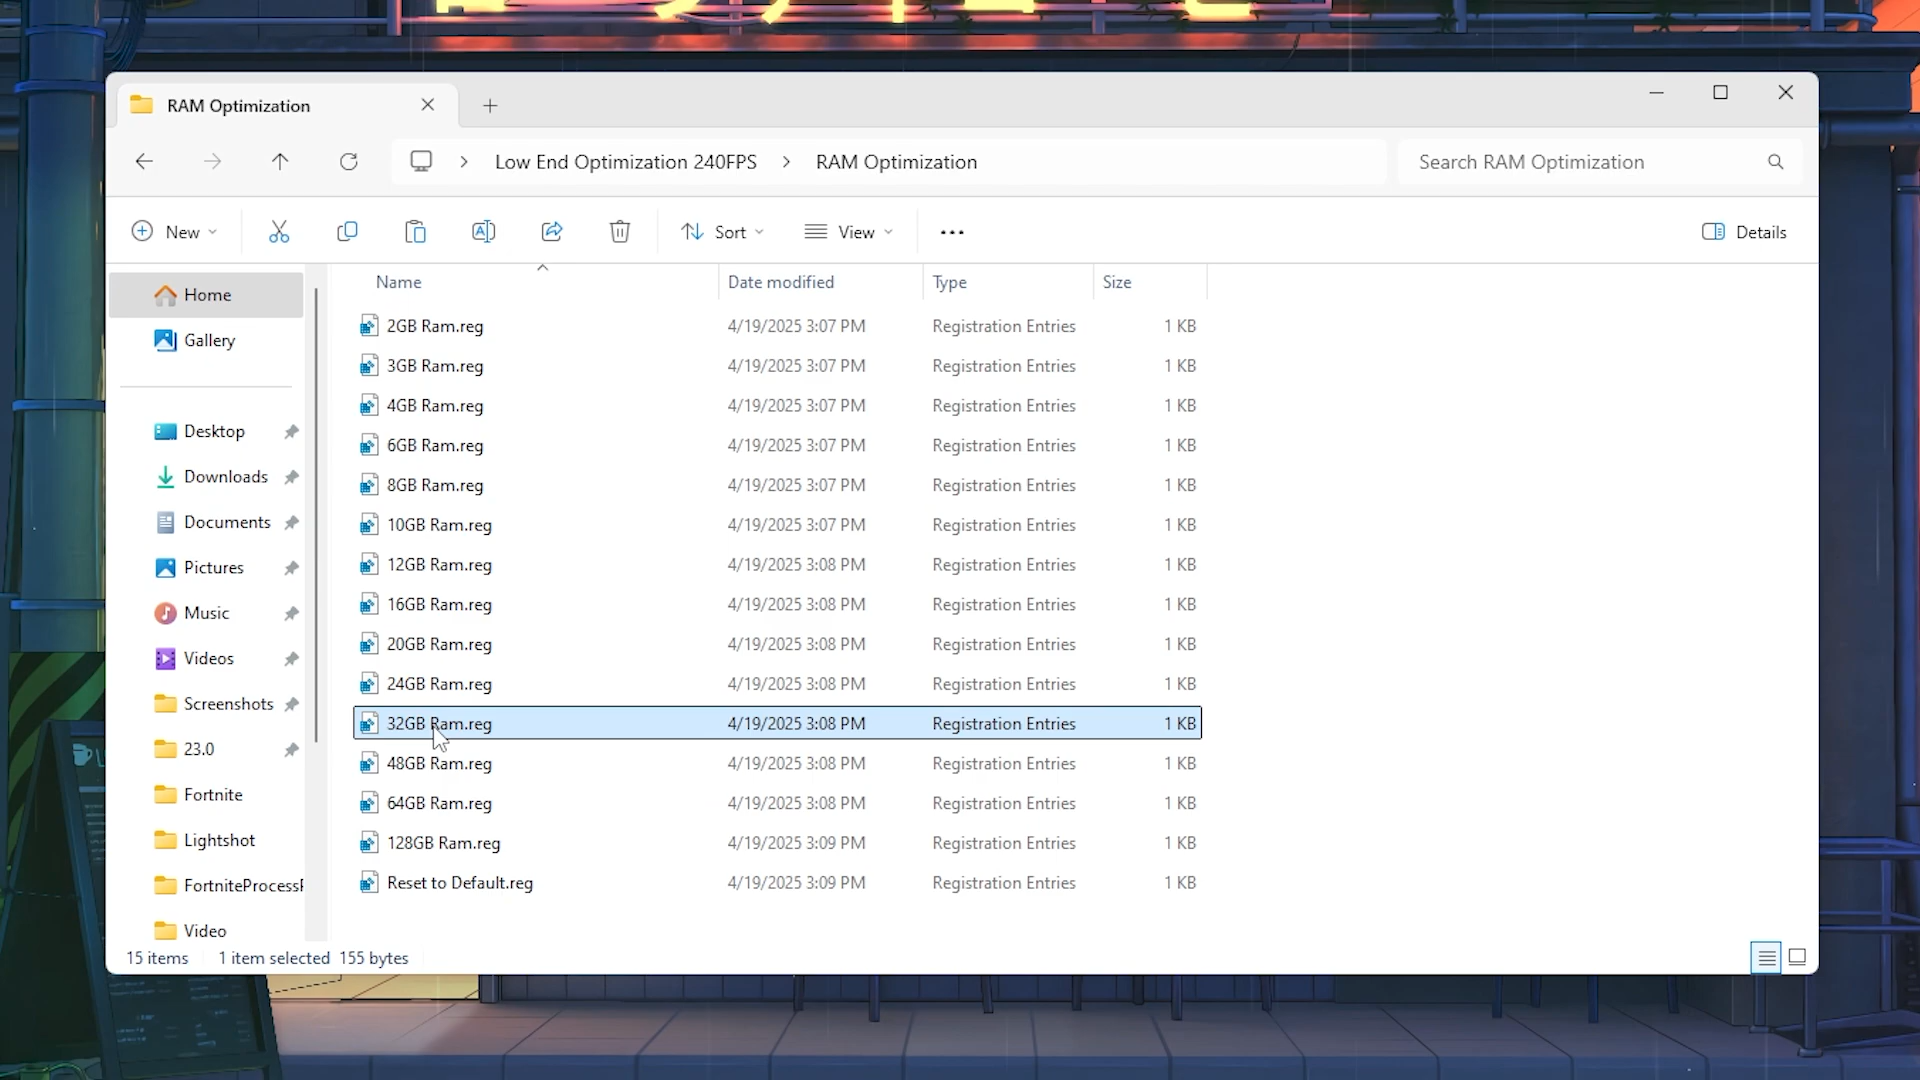 RAM Optimization
Low End Optimization 240FPS
RAM Optimization
Search RAM Optimization
New
Sort
View
Details
Name
Date modified
Type
Size
Home
Gallery
Desktop
Downloads
Documents
Pictures
Music
Videos
Screenshots
23.0
Fortnite
Lightshot
FortniteProcess
Video
2GB Ram.reg 4/19/2025 3:07 PM Registration Entries 1 KB
3GB Ram.reg 4/19/2025 3:07 PM Registration Entries 1 KB
4GB Ram.reg 4/19/2025 3:07 PM Registration Entries 1 KB
6GB Ram.reg 4/19/2025 3:07 PM Registration Entries 1 KB
8GB Ram.reg 4/19/2025 3:07 PM Registration Entries 1 KB
10GB Ram.reg 4/19/2025 3:07 PM Registration Entries 1 KB
12GB Ram.reg 4/19/2025 3:08 PM Registration Entries 1 KB
16GB Ram.reg 4/19/2025 3:08 PM Registration Entries 1 KB
20GB Ram.reg 4/19/2025 3:08 PM Registration Entries 1 KB
24GB Ram.reg 4/19/2025 3:08 PM Registration Entries 1 KB
32GB Ram.reg 4/19/2025 3:08 PM Registration Entries 1 KB
48GB Ram.reg 4/19/2025 3:08 PM Registration Entries 1 KB
64GB Ram.reg 4/19/2025 3:08 PM Registration Entries 1 KB
128GB Ram.reg 4/19/2025 3:09 PM Registration Entries 1 KB
Reset to Default.reg 4/19/2025 3:09 PM Registration Entries 1 KB
15 items 1 item selected 155 bytes